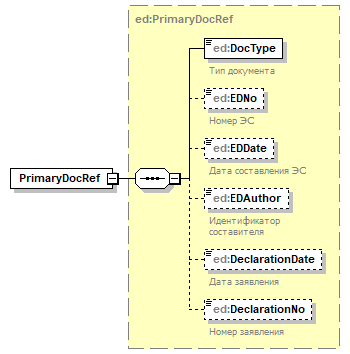 ed:PrimaryDocRef
ed:DocType
Тип документа
ed:EDNo
Номер ЭС
ed:EDDate
Дата составления ЭС
PrimaryDocRef
ed:EDAuthor
Идентификатор
составителя
ed:DeclarationDate
Дата заявления
ed:DeclarationNo
Номер заявления